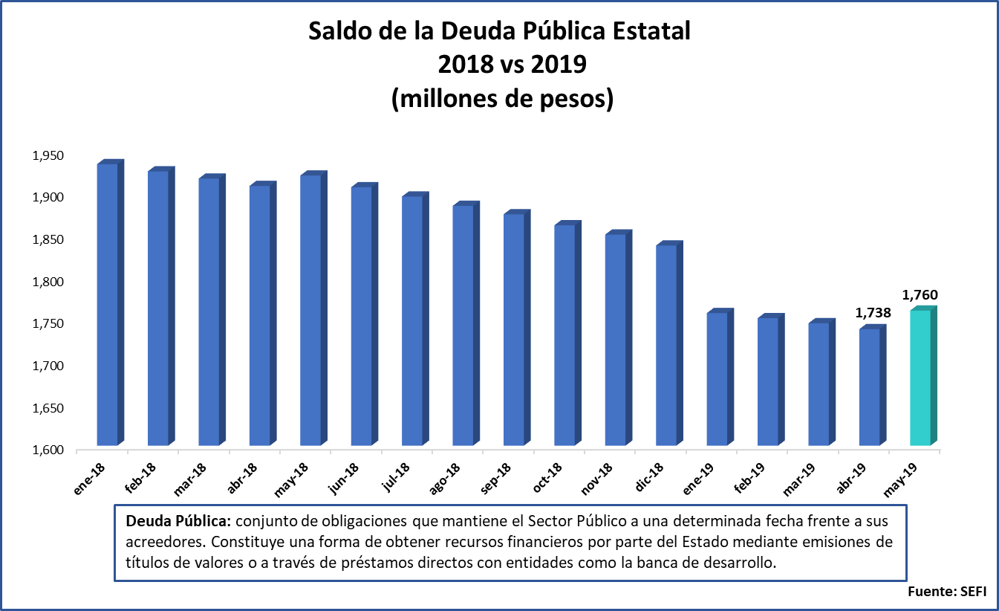 Saldo de la Deuda Pública Estatal
2018 vs 2019
(millones de pesos)
1,950
1,900
1,850
1,800
1,750
1,700
1,650
1,600
1,738
1,760
ene-18
feb-18
mar-18
abr-18
may-18
jun-18
jul-18
ago-18
sep-18
oct-18
nov-18
dic-18
ene-19
feb-19
mar-19
abr-19
may-19
Deuda Pública: conjunto de obligaciones que mantiene el Sector Público a una determinada fecha frente a sus
acreedores. Constituye una forma de obtener recursos financieros por parte del Estado mediante emisiones de
títulos de valores o a través de préstamos directos con entidades como la banca de desarrollo.
Fuente: SEFI